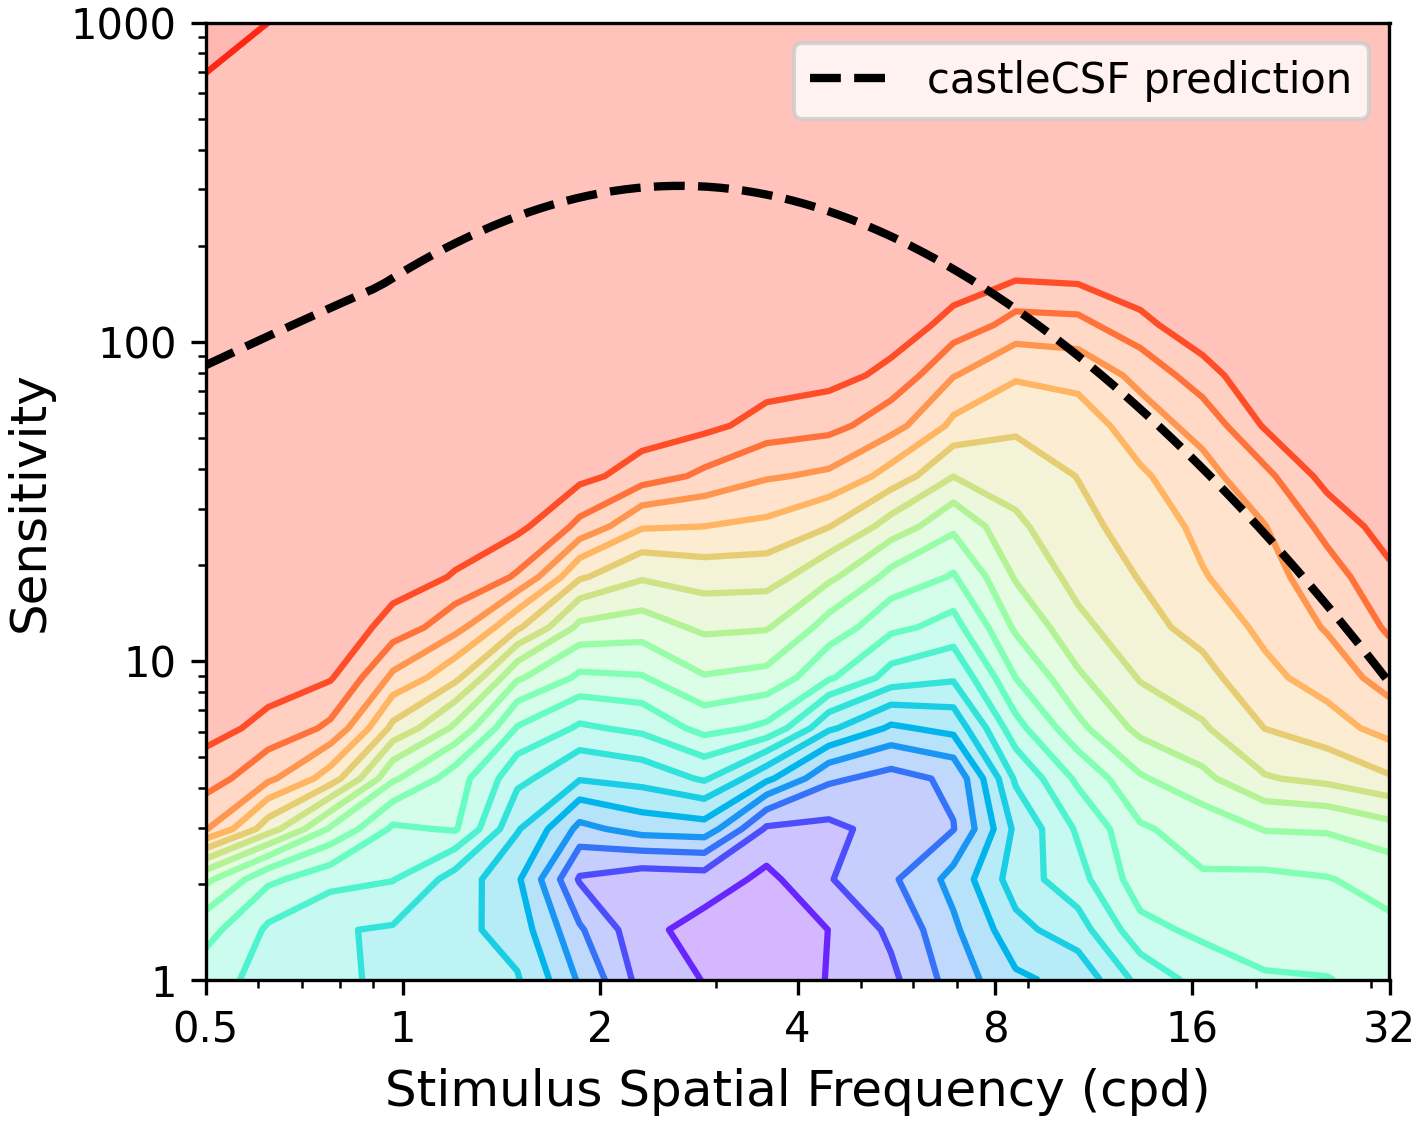 1000
castleCSF prediction
100
Sensitivity
10
1
0.5 1 2 4 8 16 32
Stimulus Spatial Frequency (cpd)